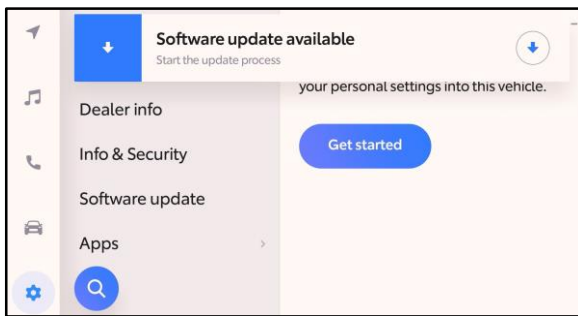 Software update available
Start the update process
your personal settings into this vehicle.
Dealer info
Get started
Info & Security
Software update
Apps